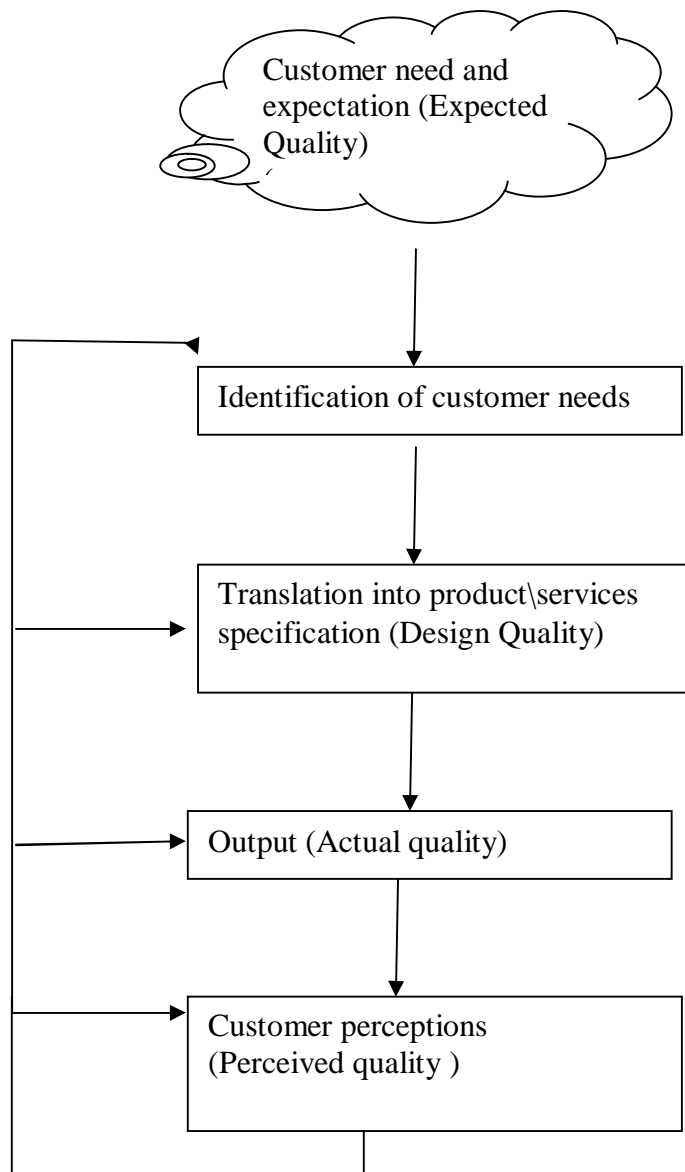 Customer need and
expectation (Expected
Quality)
Identification of customer needs
Translation into product\services
specification (Design Quality)
Output (Actual quality)
Customer perceptions
(Perceived quality )